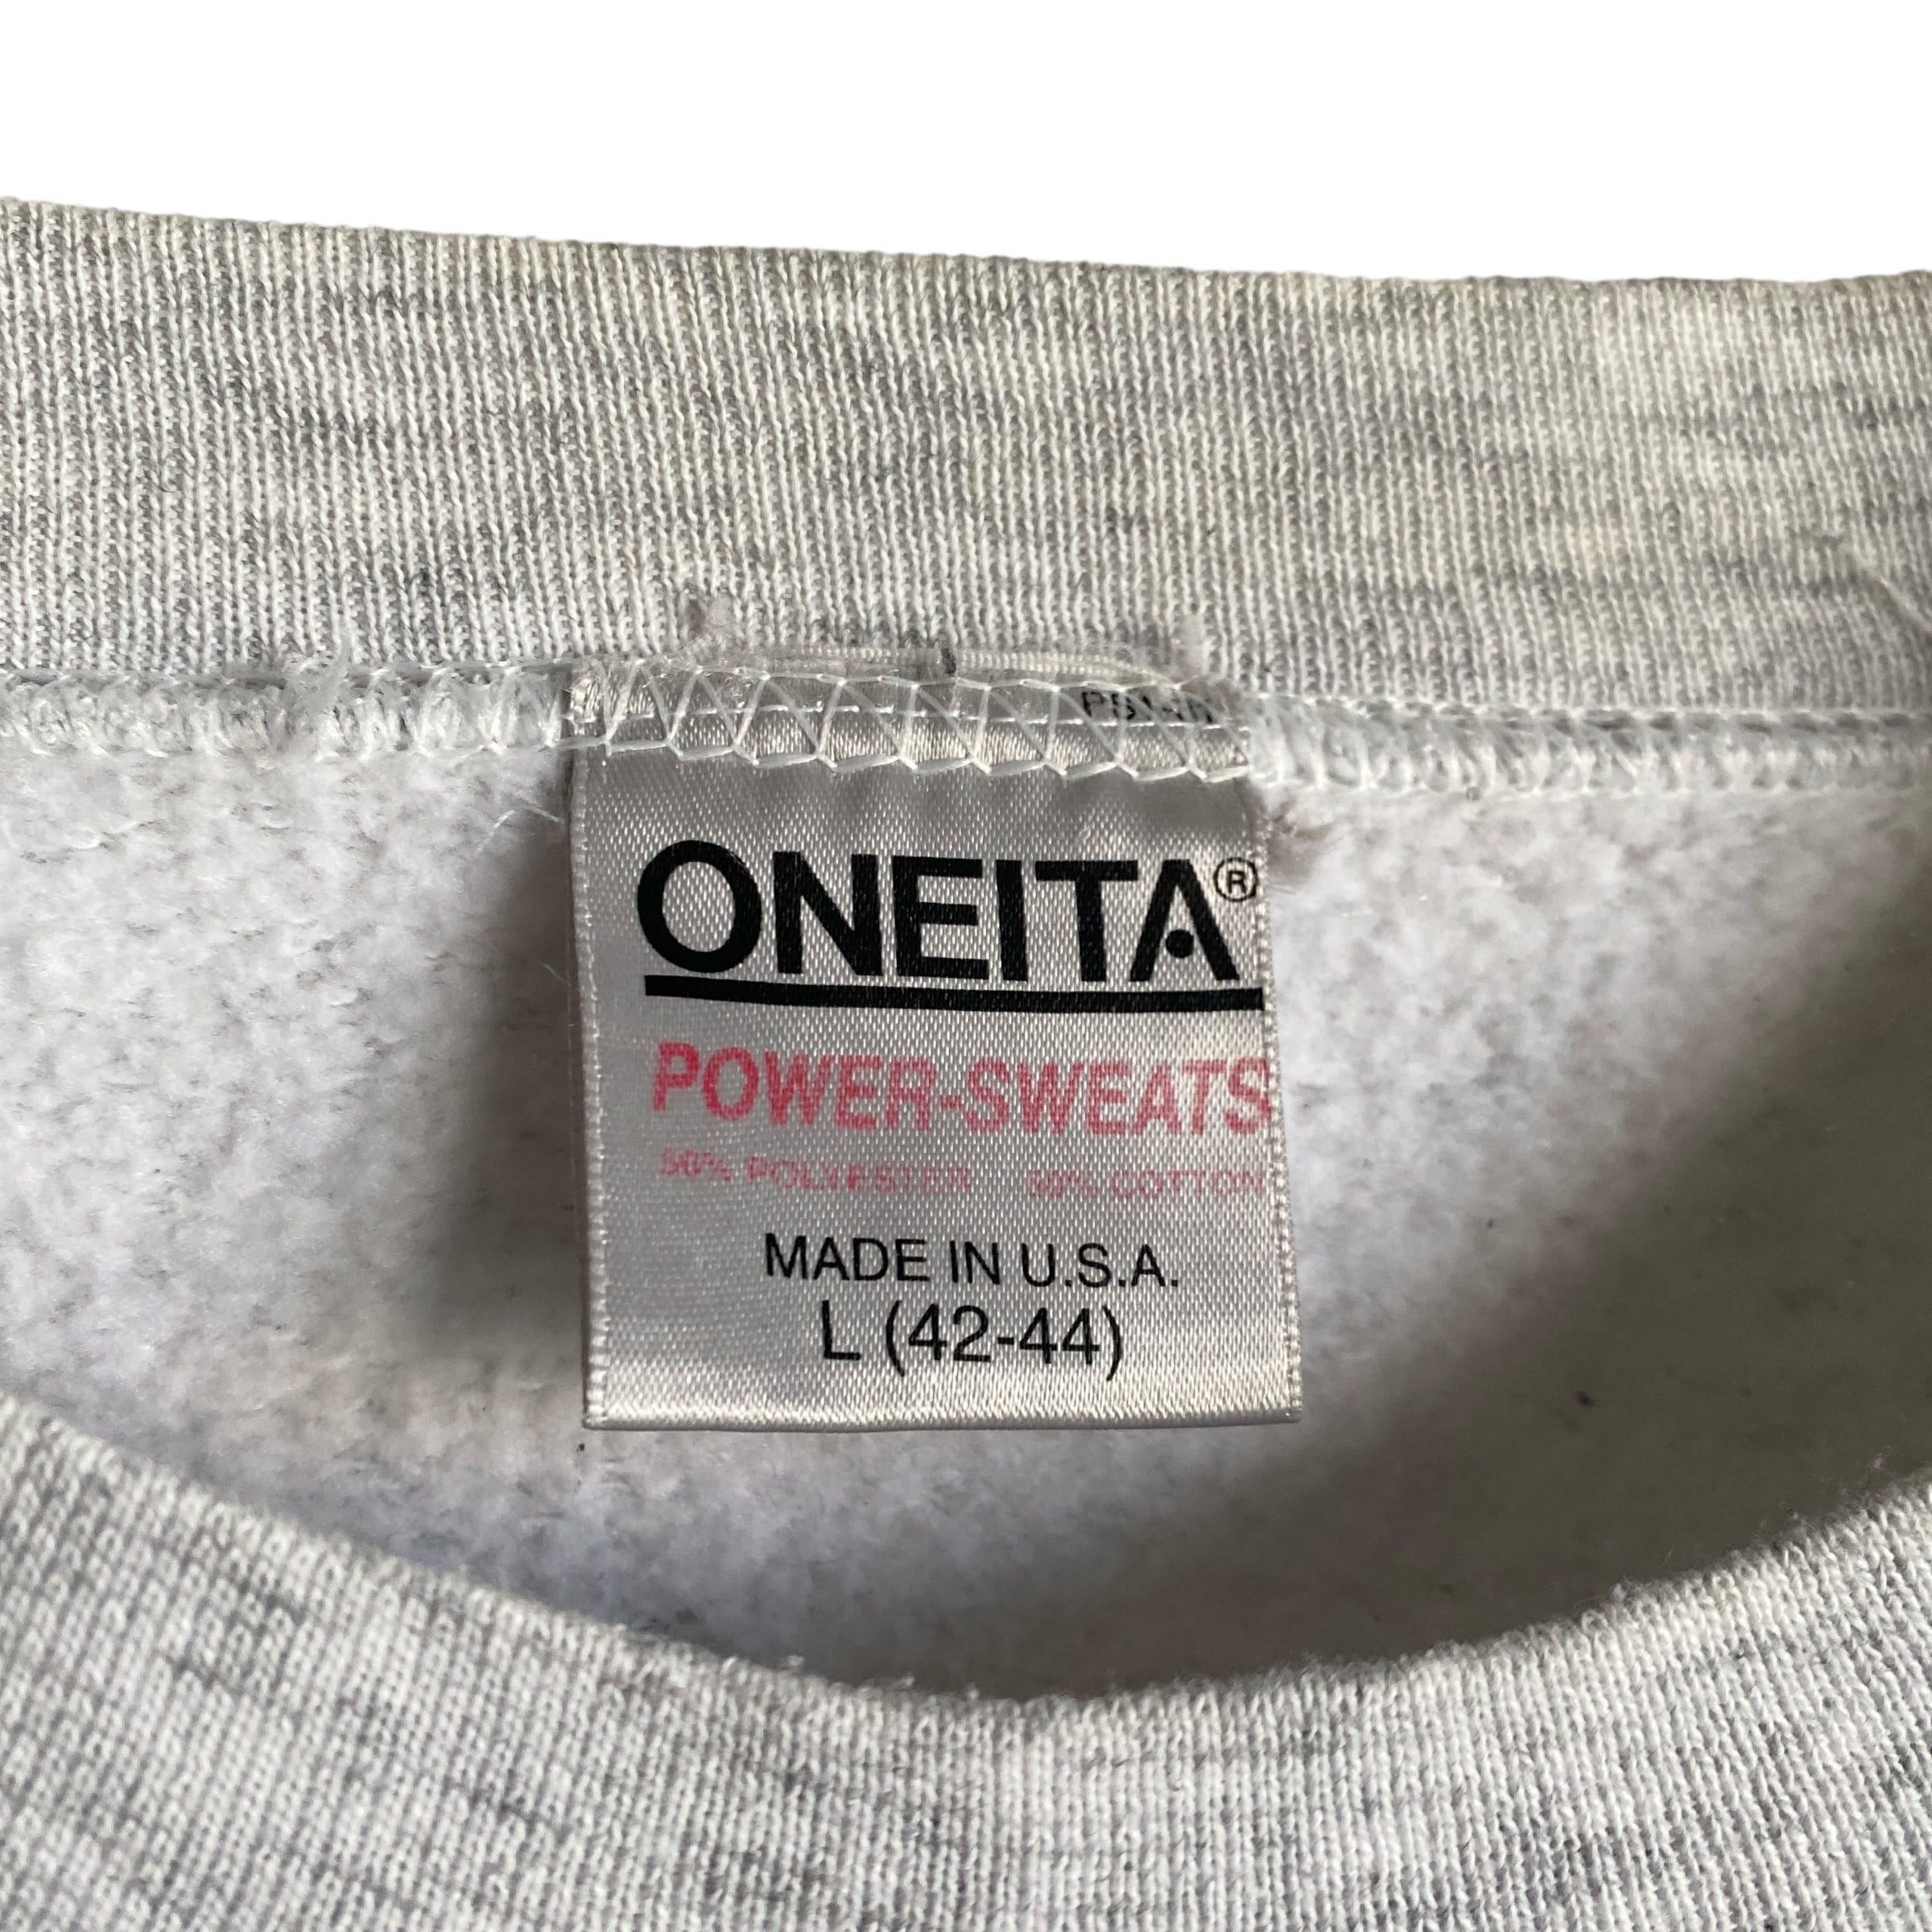 ONEITA®
POWER-SWEATS
50% POLYESTER 50% COTTON
MADE IN U.S.A.
L (42-44)